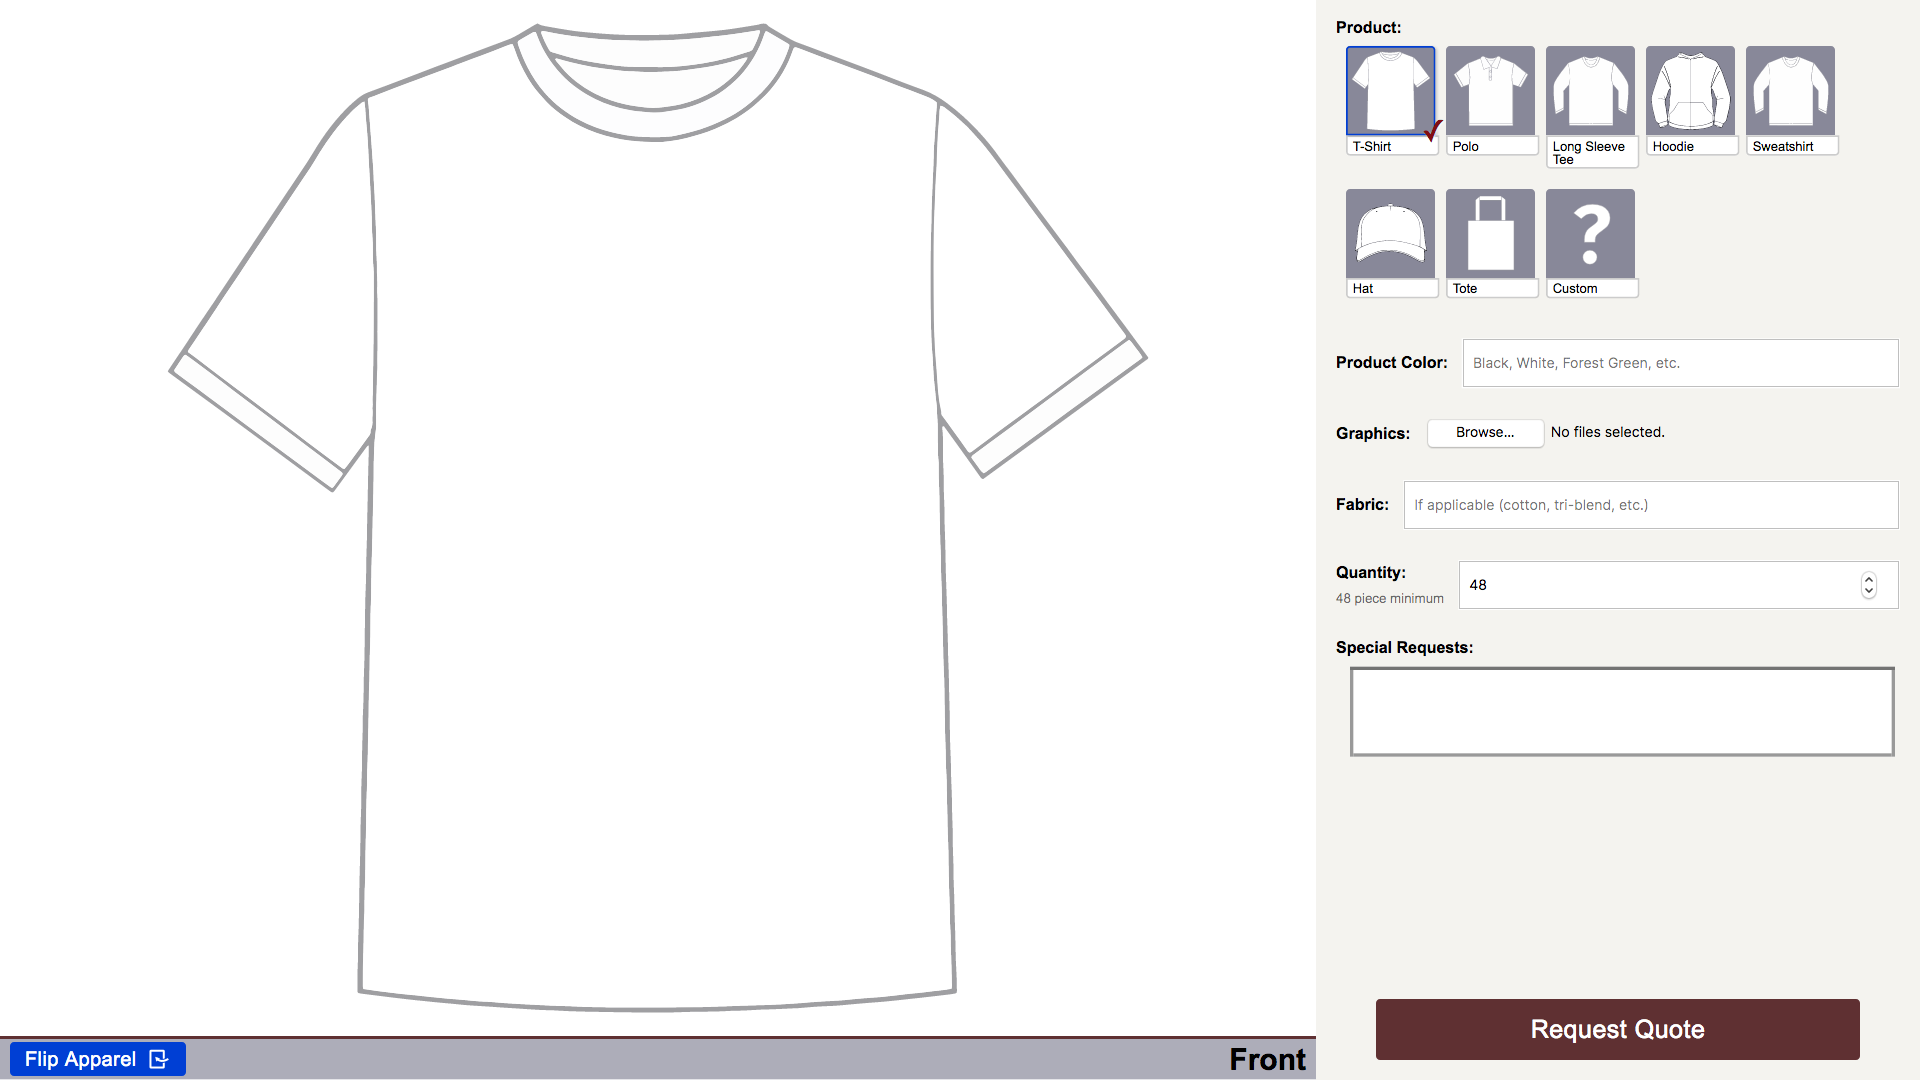 Product:
T-Shirt
Polo
Long Sleeve
Tee
Hoodie
Sweatshirt
Hat
Tote
?
Custom
Product Color:
Black, White, Forest Green, etc.
Graphics:
Browse...
No files selected.
Fabric:
If applicable (cotton, tri-blend, etc.)
Quantity:
48 piece minimum
48
Special Requests:
Request Quote
Flip Apparel
Front